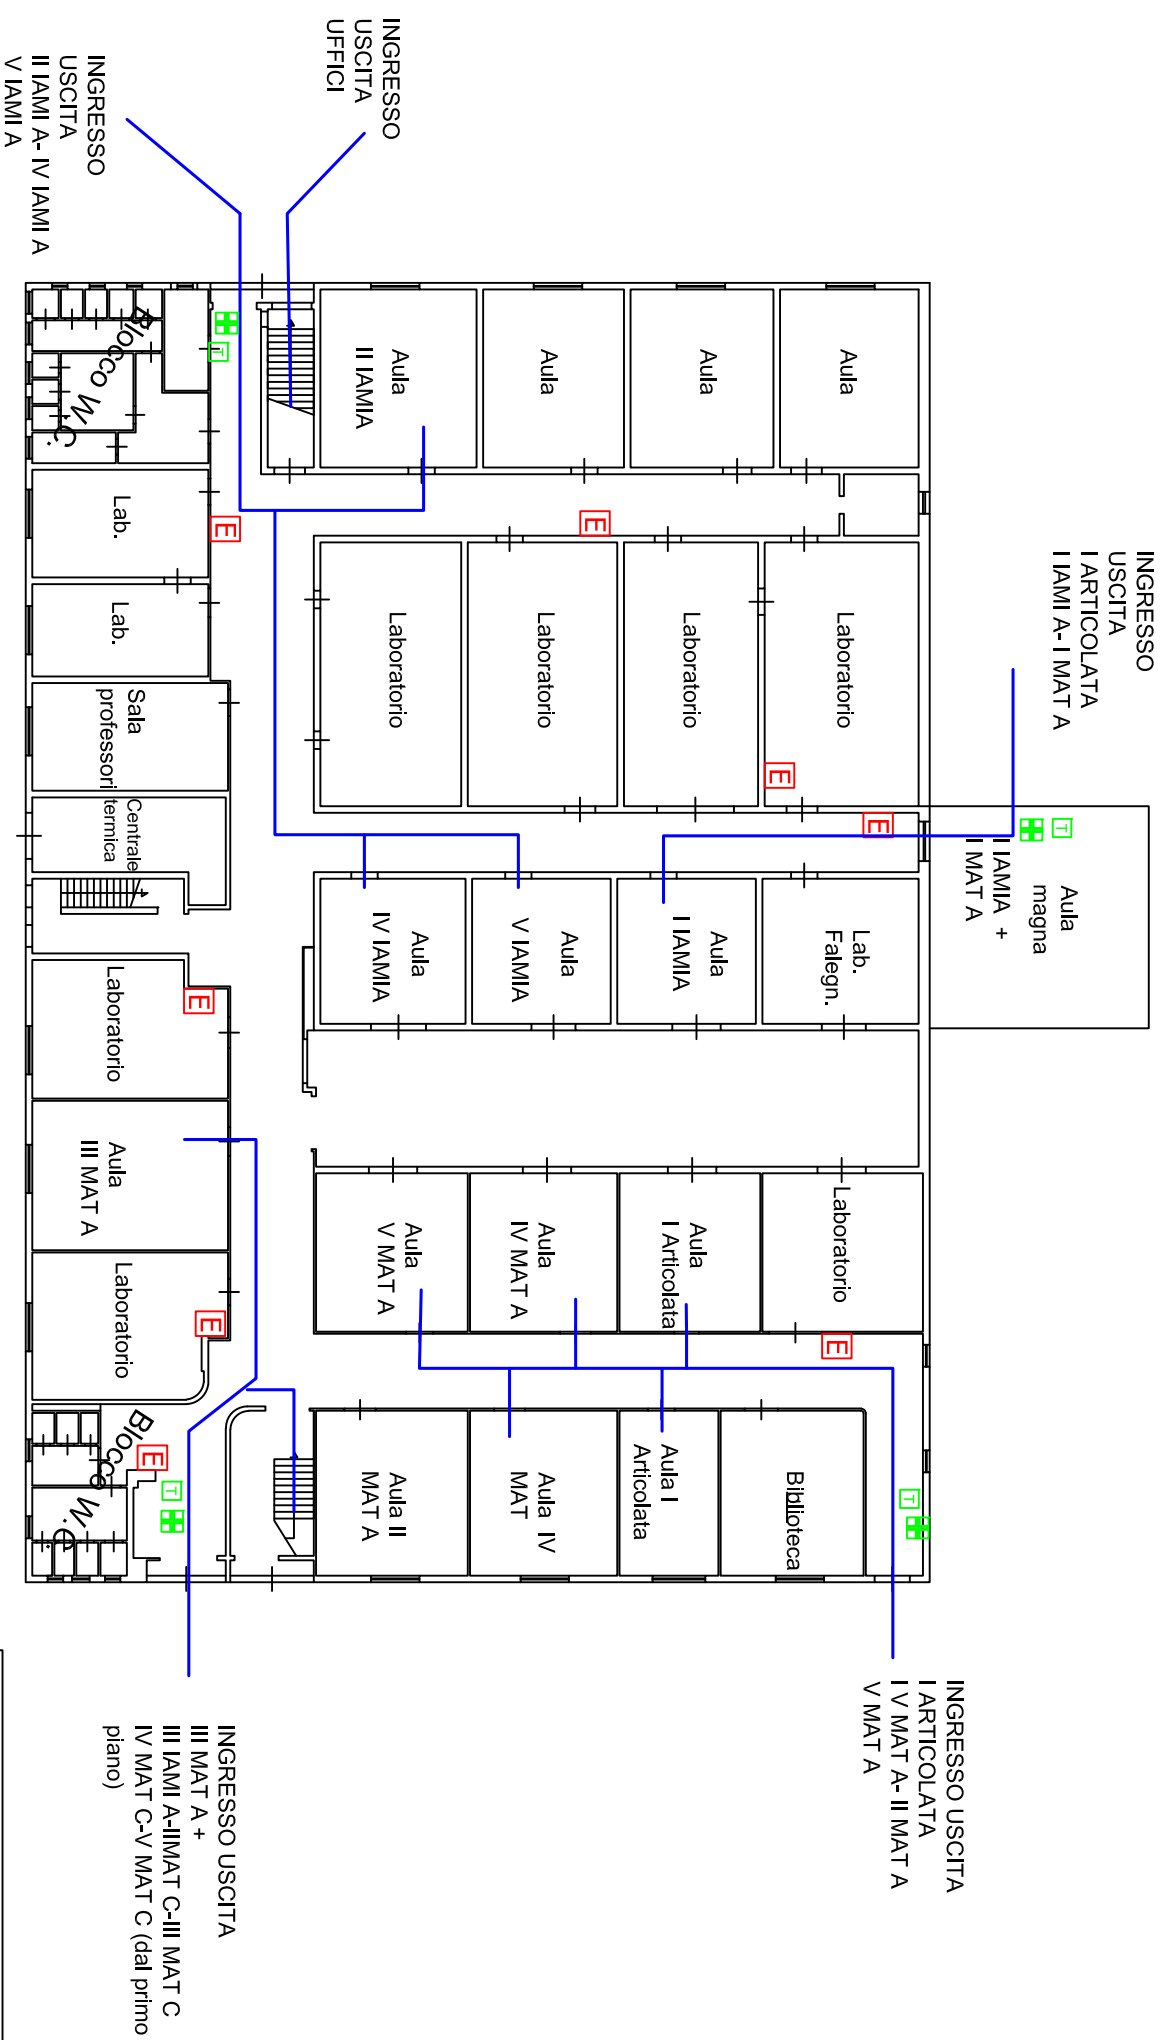 INGRESSO
USCITA
UFFICI
INGRESSO
USCITA
II IAMI A- IV IAMI A
V IAMI A
INGRESSO
USCITA
I ARTICOLATA
I IAMI A- I MAT A
Aula
Aula
Aula
Aula
II IAMIA
Blocco W.C.
T
E
E
Lab.
Lab.
Laboratorio
Laboratorio
Laboratorio
Laboratorio
E
E
Sala
professori
Centrale
termica
T
Aula
magna
I IAMIA +
I MAT A
Lab.
Falegn.
Aula
I IAMIA
Aula
V IAMIA
Aula
IV IAMIA
E
Laboratorio
Aula
III MAT A
Laboratorio
E
Laboratorio
Aula
I Articolata
Aula
IV MAT A
Aula
V MAT A
E
Biblioteca
Aula I
Articolata
Aula IV
MAT
Aula II
MAT A
T
Blocco W.C.
E
T
INGRESSO USCITA
I ARTICOLATA
I V MAT A- II MAT A
V MAT A
INGRESSO USCITA
III MAT A +
III IAMI A-IIMAT C-III MAT C
IV MAT C-V MAT C (dal primo
piano)